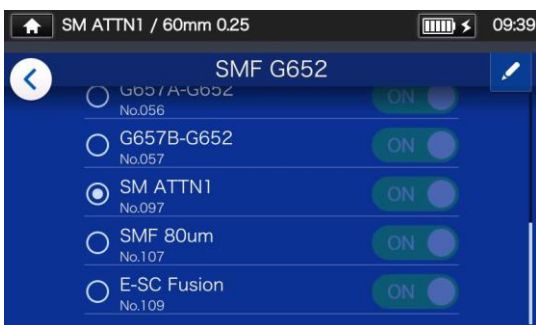 SM ATTN1 / 60mm 0.25 09:39
SMF G652
G657A-G652 ON
No.056
G657B-G652 ON
No.057
SM ATTN1 ON
No.097
SMF 80um ON
No.107
E-SC Fusion ON
No.109